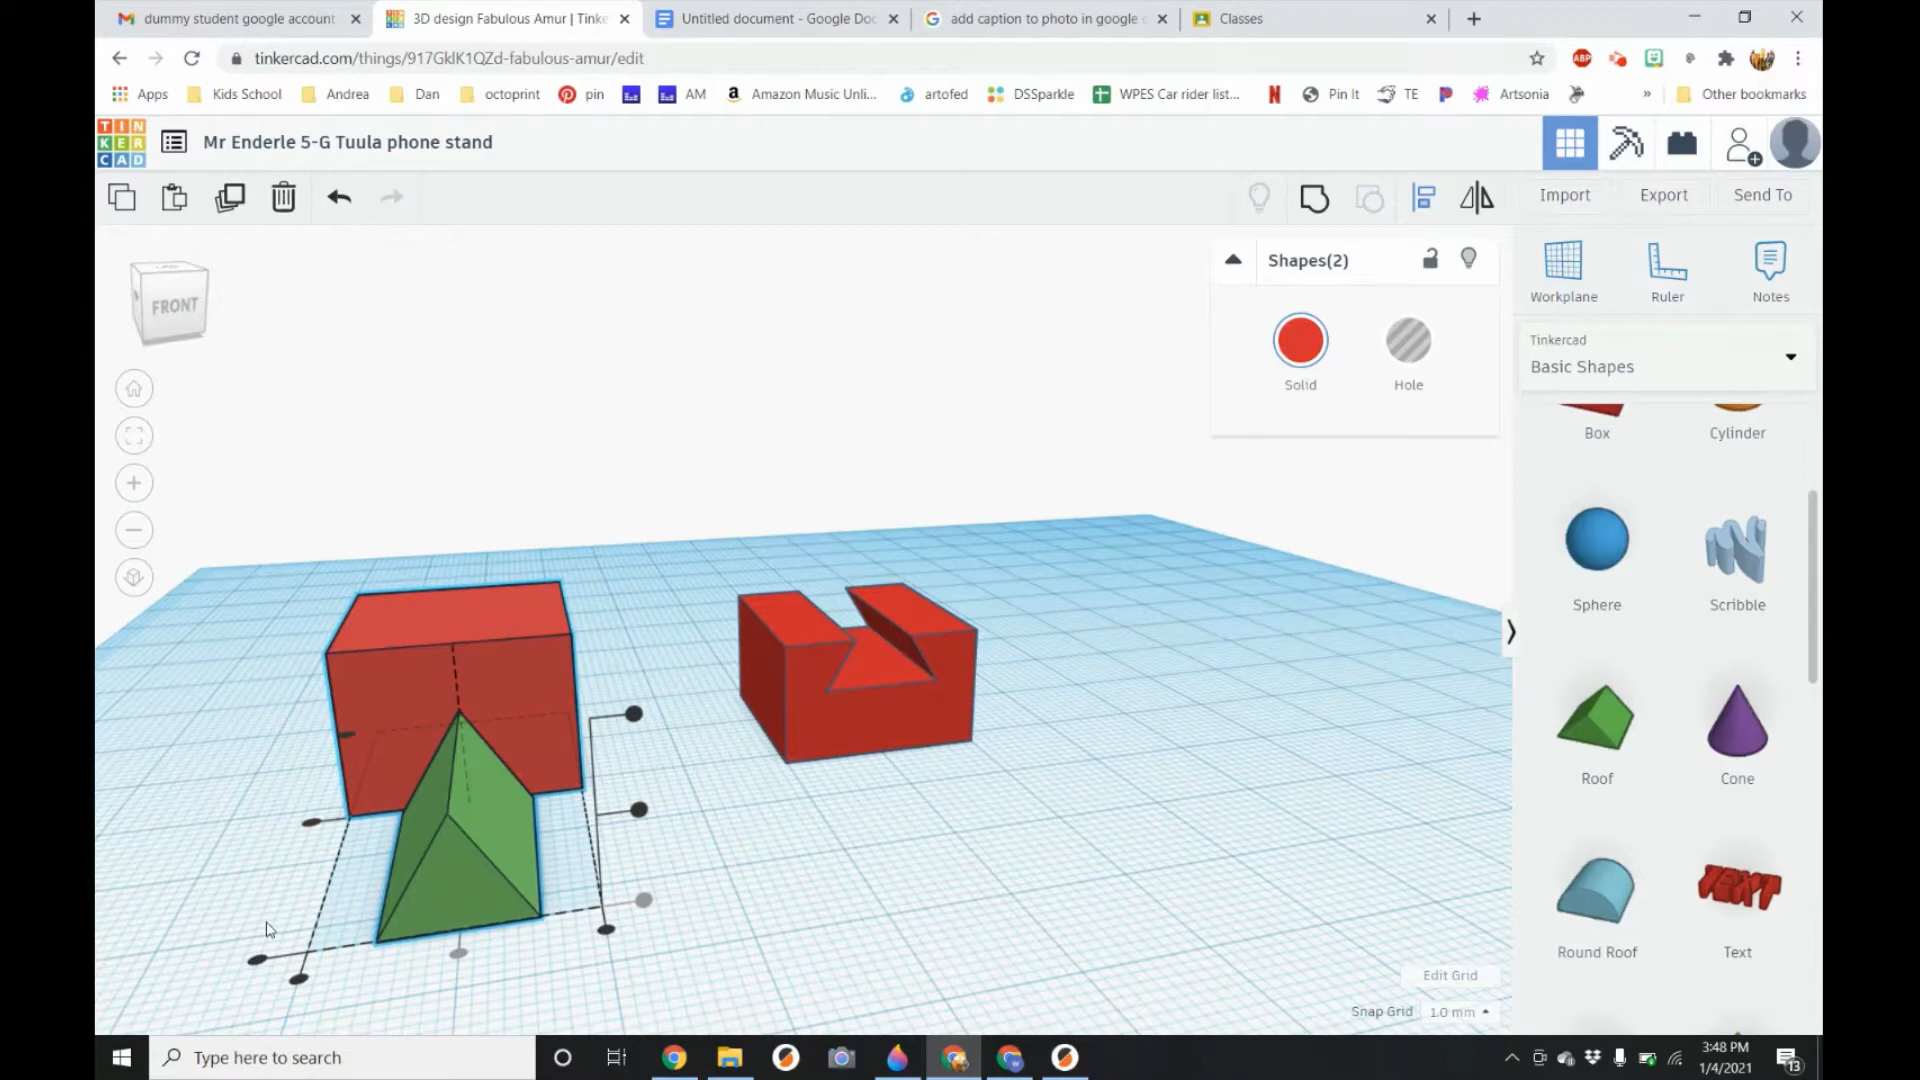 dummy student google account
3D design Fabulous Amur | Tinke
Untitled document - Google Doc
add caption to photo in google
Classes
tinkercad.com/things/917GklK1QZd-fabulous-amur/edit
ABP
Apps
Kids School
Andrea
Dan
octoprint
pin
AM
Amazon Music Unli...
artofed
DSSparkle
WPES Car rider list...
Pin It
TE
Artsonia
Other bookmarks
TIN
KER
CAD
Mr Enderle 5-G Tuula phone stand
Import
Export
Send To
FRONT
Shapes(2)
Solid
Hole
Workplane
Ruler
Notes
Tinkercad
Basic Shapes
Box
Cylinder
Sphere
Scribble
Roof
Cone
TEXT
Round Roof
Text
Edit Grid
Snap Grid
1.0 mm
Type here to search
3:48 PM
1/4/2021
13